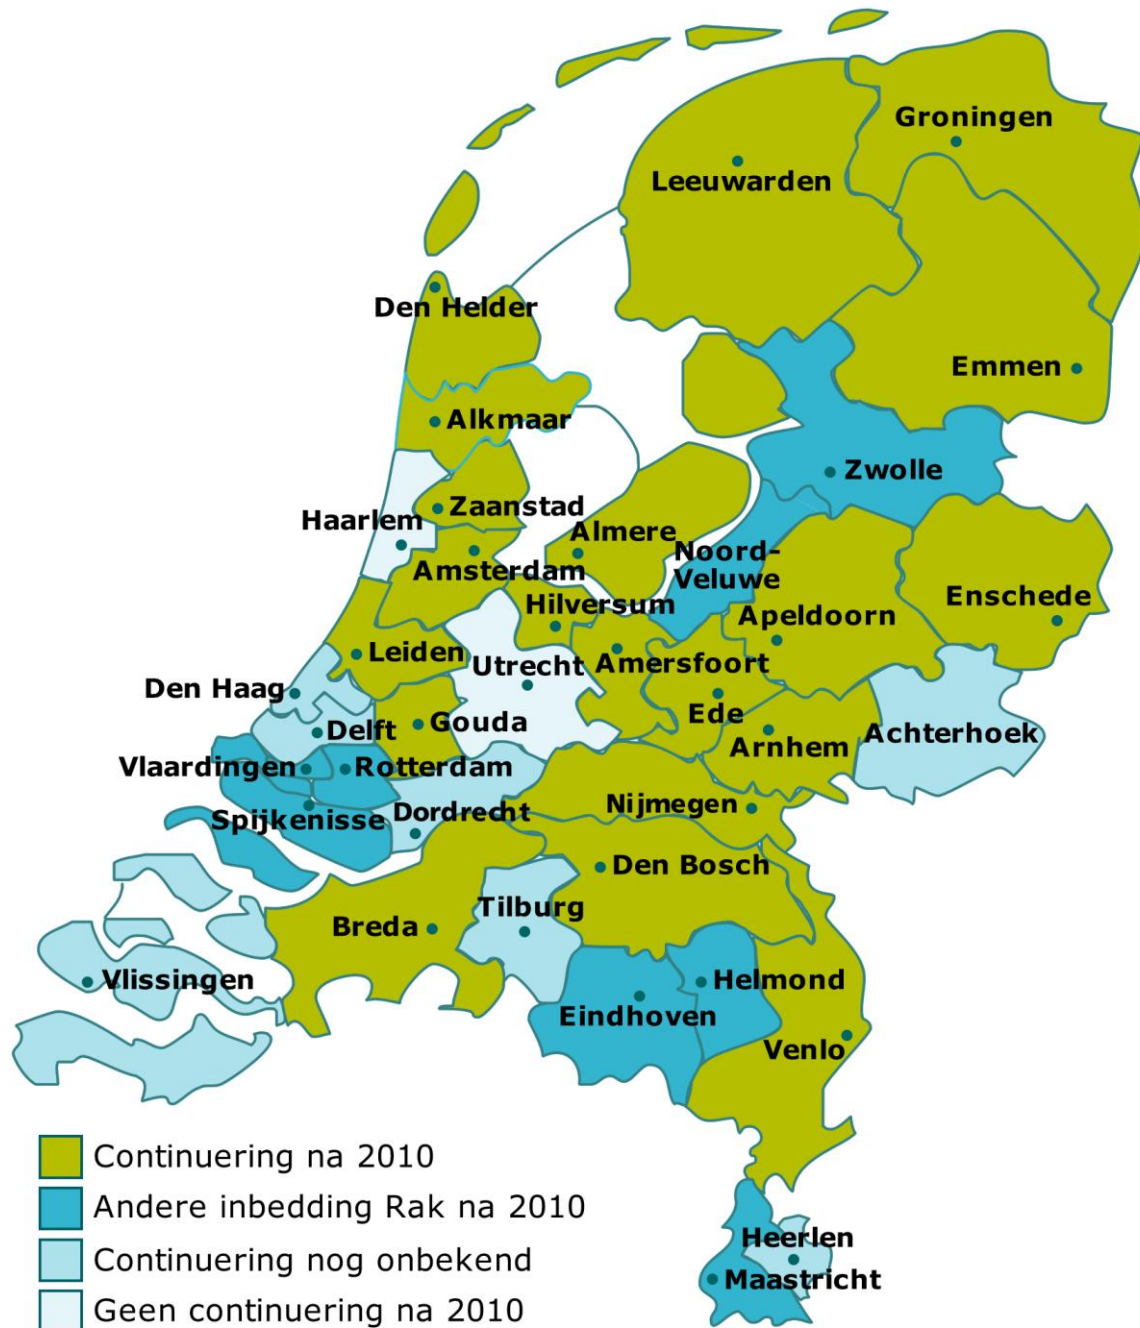 Groningen
Leeuwarden
Den Helder
Emmen
Alkmaar
Zwolle
Zaanstad
Haarlem
Almere
Noord-
Veluwe
Amsterdam
Hilversum
Enschede
Apeldoorn
Leiden
Utrecht
Amersfoort
Den Haag
Ede
Gouda
Delft
Arnhem
Achterhoek
Vlaardingen
Rotterdam
Nijmegen
Spijkenisse
Dordrecht
Den Bosch
Tilburg
Breda
Vlissingen
Helmond
Eindhoven
Venlo
Continuering na 2010
Andere inbedding Rak na 2010
Heerlen
Continuering nog onbekend
Maastricht
Geen continuering na 2010